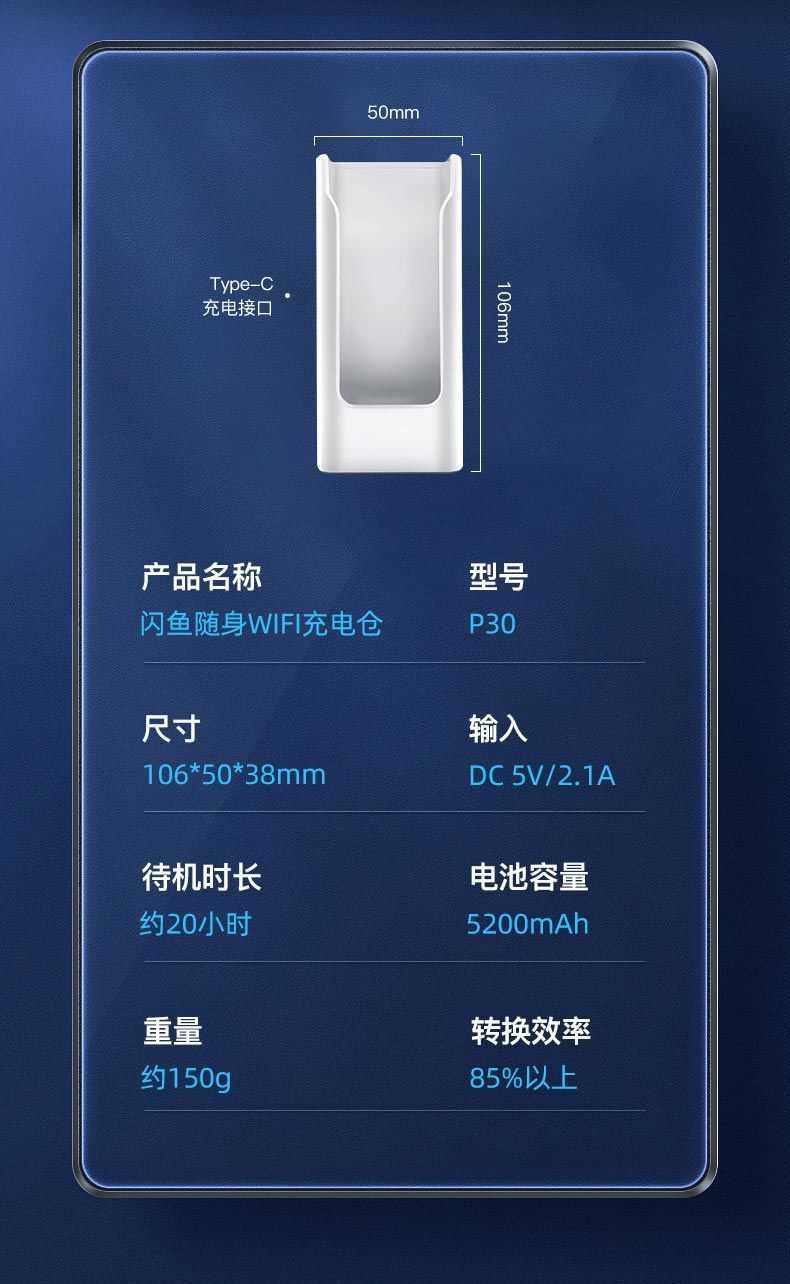 50mm
Type-C
充电接口
106mm
产品名称
型号
闪鱼随身WIFI充电仓
P30
尺寸
输入
106*50*38mm
DC 5V/2.1A
待机时长
电池容量
约20小时
5200mAh
重量
转换效率
约150g
85%以上